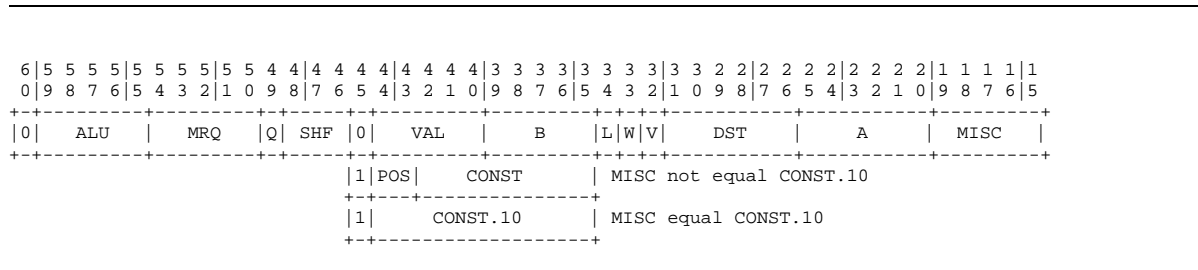 6|5 5 5 5|5 5 5 5|5 5 4 4|4 4 4 4|4 4 4 4|3 3 3 3|3 3 3 3|3 3 2 2|2 2 2 2|2 2 2 2|1 1 1 1|1
 0|9 8 7 6|5 4 3 2|1 0 9 8|7 6 5 4|3 2 1 0|9 8 7 6|5 4 3 2|1 0 9 8|7 6 5 4|3 2 1 0|9 8 7 6|5
+-+---------+---------+-+-----+-+---------+---------+-+-+-+-----------+-----------+---------+
|0|   ALU   |   MRQ   |Q| SHF |0|   VAL   |    B    |L|W|V|    DST    |     A     |  MISC   |
+-+---------+---------+-+-----+-+---------+---------+-+-+-+-----------+-----------+---------+
|1|POS|    CONST      | MISC not equal CONST.10
+-+---+---------------+
|1|     CONST.10      | MISC equal CONST.10
+-+-------------------+